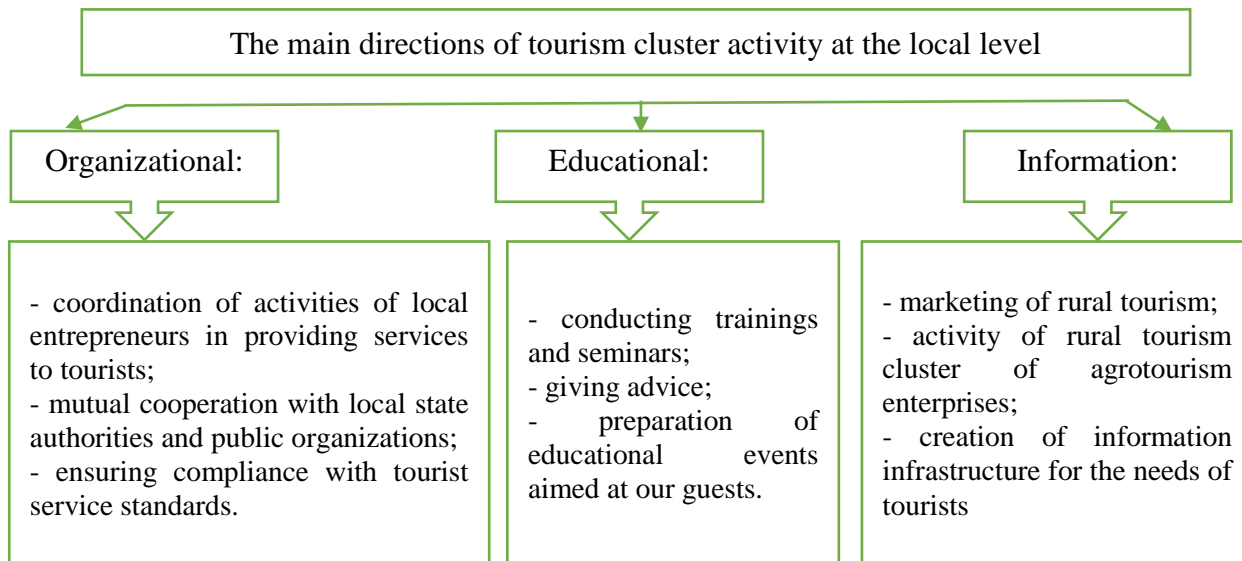 The main directions of tourism cluster activity at the local level
Organizational:
Educational:
Information:
- coordination of activities of local
entrepreneurs in providing services
to tourists;
- mutual cooperation with local state
authorities and public organizations;
- ensuring compliance with tourist
service standards.
- conducting trainings
and seminars;
- giving advice;
- preparation of
educational events
aimed at our guests.
- marketing of rural tourism;
- activity of rural tourism
cluster of agrotourism
enterprises;
- creation of information
infrastructure for the needs of
tourists